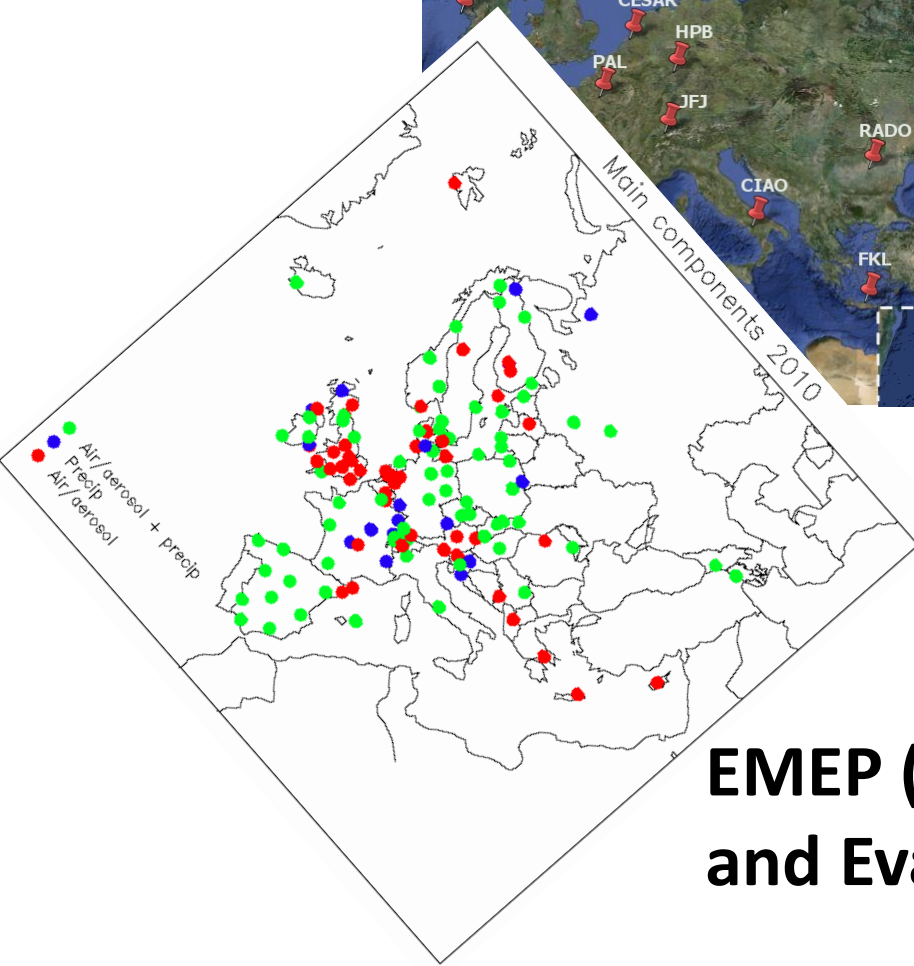 CESAR
HPB
PAL
JFJ
RADO
CIAO
FKL
Main components 2010
Air/aerosol + precip
Precip
Air/aerosol
EMEP (
and Eva